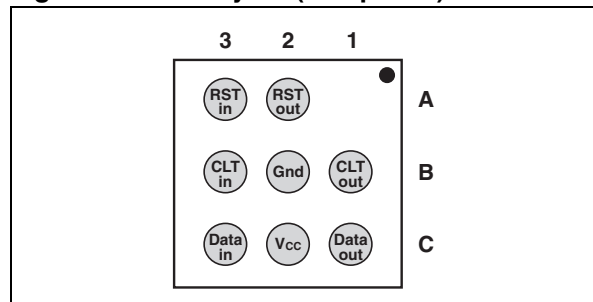 3 2 1
RST in RST out A
CLT in Gnd CLT out B
Data in Vcc Data out C